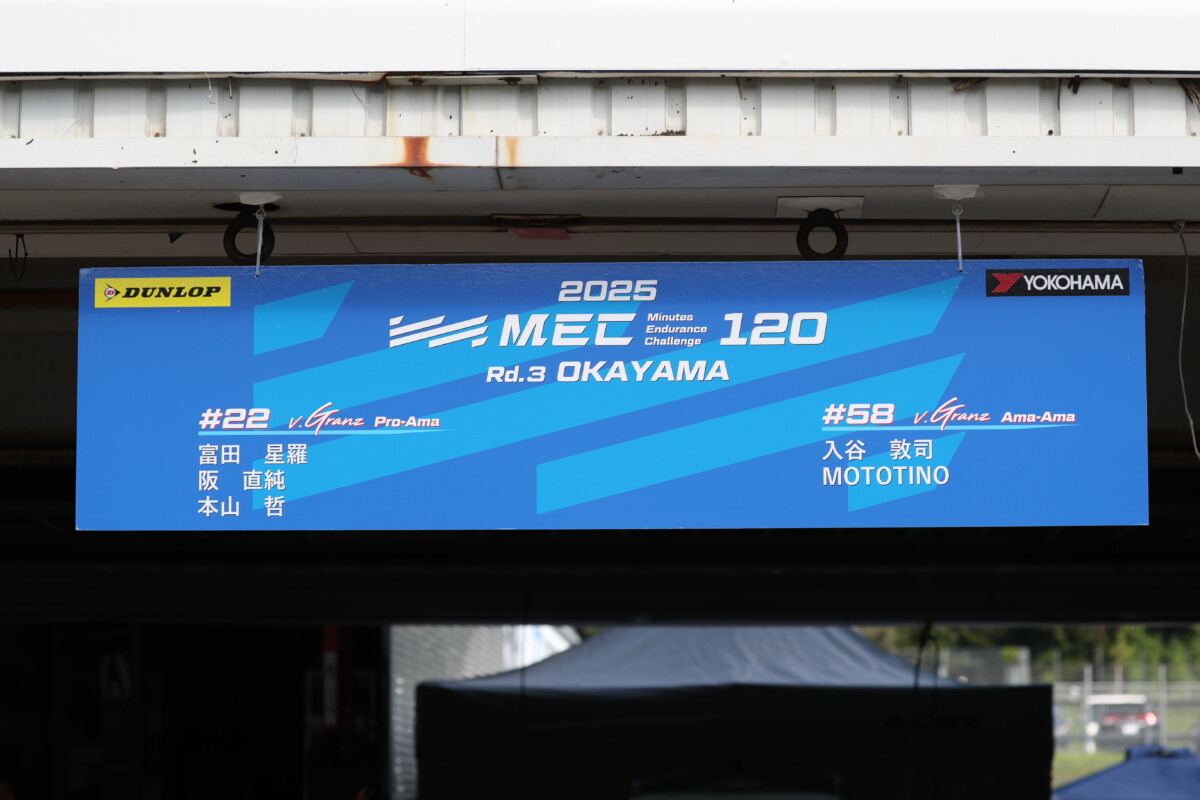 DUNLOP
YOKOHAMA
2025
MEC Minutes Endurance Challenge 120
Rd.3 OKAYAMA
#22 v.Granz Pro-Ama
富田 星羅
阪 直純
本山 哲
#58 v.Granz Ama-Ama
入谷 敦司
MOTOTINO